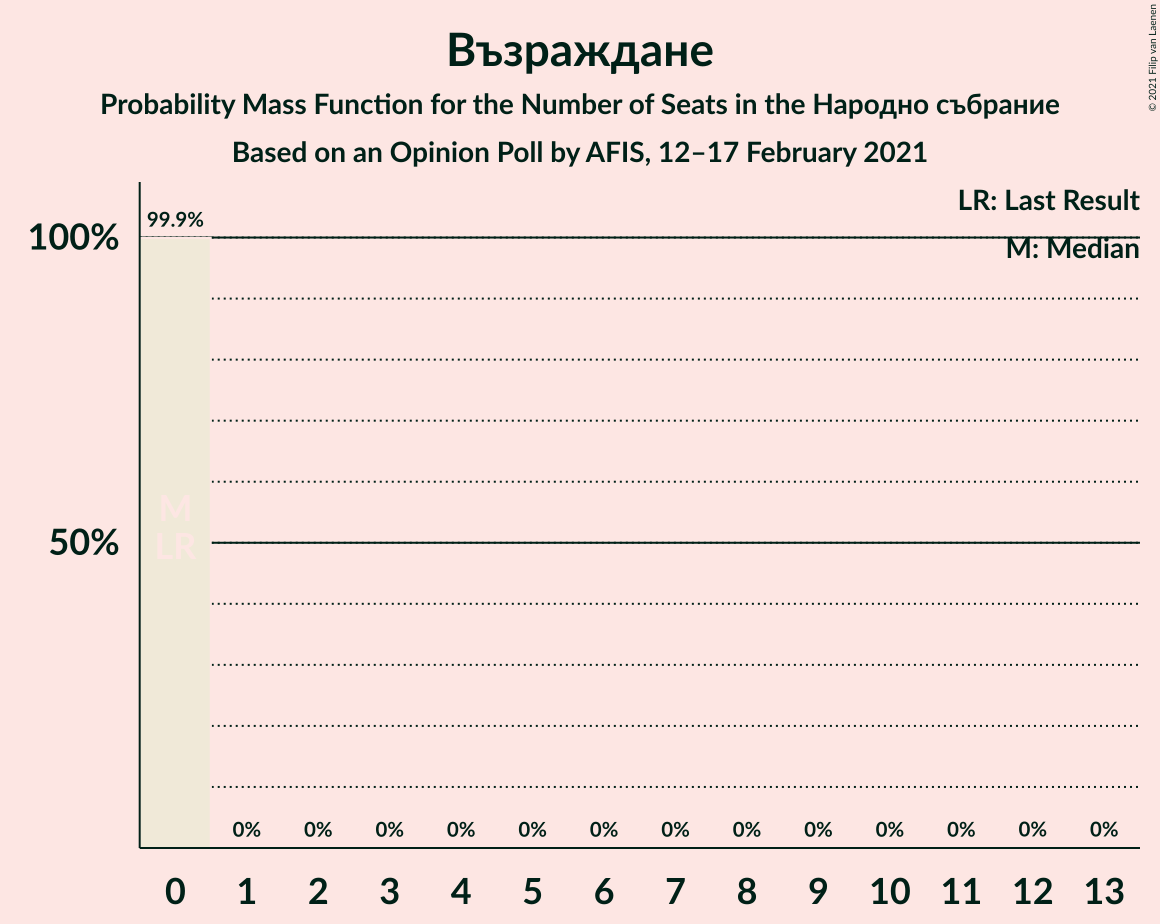 Възраждане
Probability Mass Function for the Number of Seats in the Народно събрание
Based on an Opinion Poll by AFIS, 12–17 February 2021
© 2021 Filip van Laenen
LR: Last Result
M: Median
99.9%
100%
50%
M
LR
0% 0% 0% 0% 0% 0% 0% 0% 0% 0% 0% 0% 0%
0 1 2 3 4 5 6 7 8 9 10 11 12 13